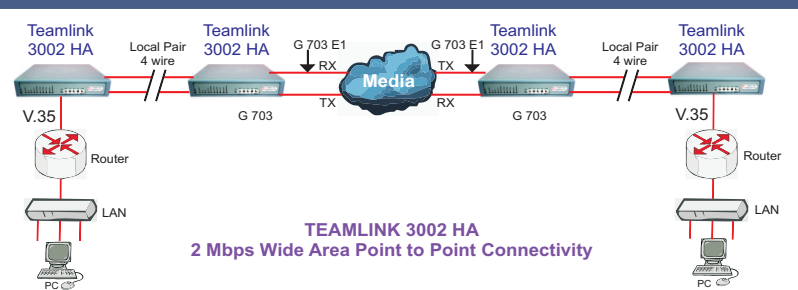 Teamlink
3002 HA
Local Pair
4 wire
Teamlink
3002 HA
G 703 E1
RX
TX
G 703
Media
G 703 E1
TX
RX
G 703
Teamlink
3002 HA
Local Pair
4 wire
Teamlink
3002 HA
V.35
Router
LAN
PC
V.35
Router
LAN
PC
TEAMLINK 3002 HA
2 Mbps Wide Area Point to Point Connectivity